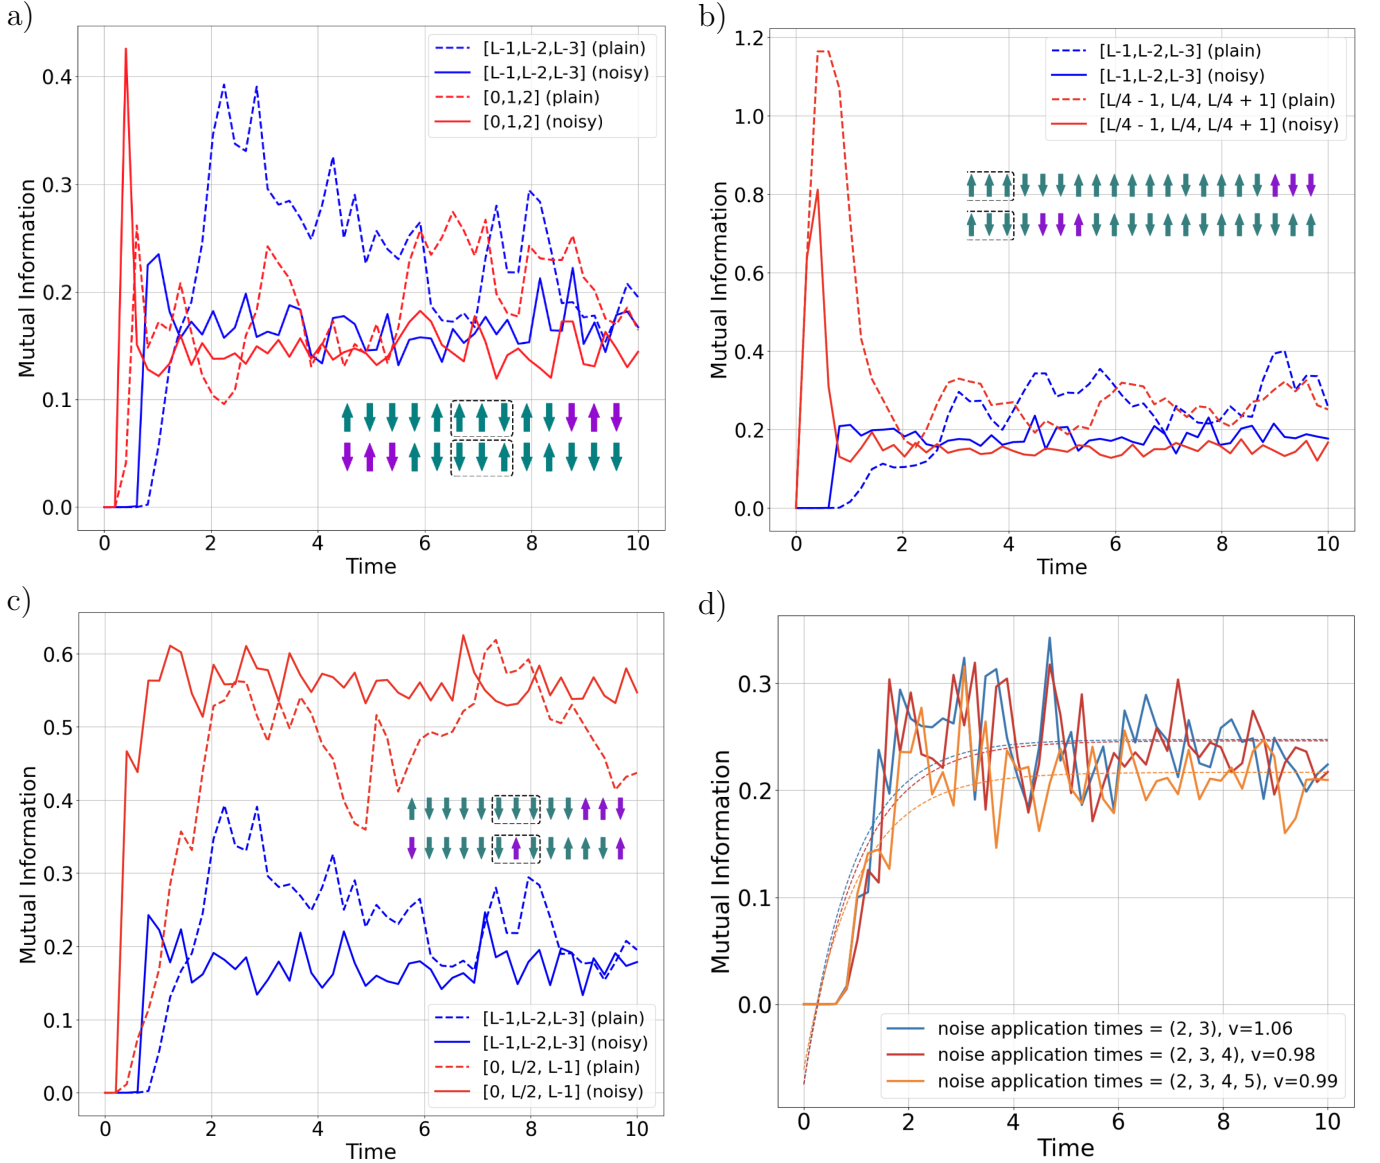 a)
[L-1,L-2,L-3] (plain)
[L-1,L-2,L-3] (noisy)
[0,1,2] (plain)
[0,1,2] (noisy)
Mutual Information
0.4
0.3
0.2
0.1
0.0
0 2 4 6 8 10
Time
b)
[L-1,L-2,L-3] (plain)
[L-1,L-2,L-3] (noisy)
[L/4 - 1, L/4, L/4 + 1] (plain)
[L/4 - 1, L/4, L/4 + 1] (noisy)
Mutual Information
1.2
1.0
0.8
0.6
0.4
0.2
0.0
0 2 4 6 8 10
Time
c)
Mutual Information
0.6
0.5
0.4
0.3
0.2
0.1
0.0
[L-1,L-2,L-3] (plain)
[L-1,L-2,L-3] (noisy)
[0, L/2, L-1] (plain)
[0, L/2, L-1] (noisy)
0 2 4 6 8 10
Time
d)
Mutual Information
0.3
0.2
0.1
0.0
noise application times = (2, 3), v=1.06
noise application times = (2, 3, 4), v=0.98
noise application times = (2, 3, 4, 5), v=0.99
0 2 4 6 8 10
Time